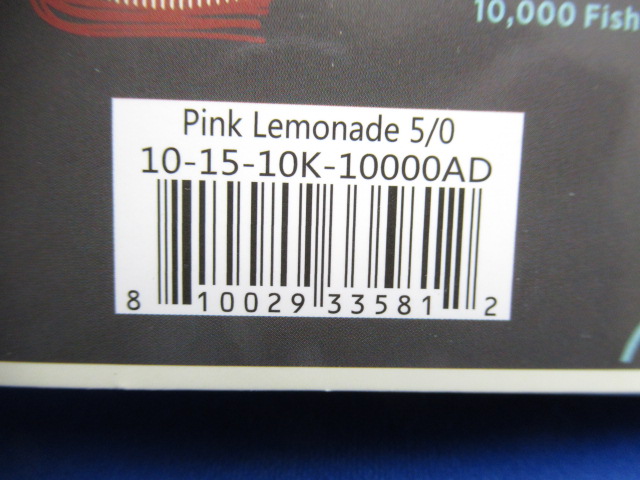 10,000 Fish
Pink Lemonade 5/0
10-15-10K-10000AD
8 10029 33581 2